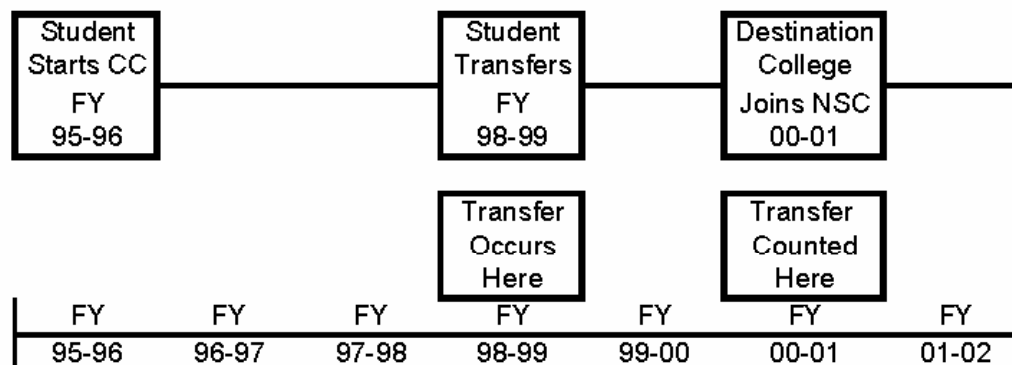 Student
Starts CC
FY
95-96
Student
Transfers
FY
98-99
Destination
College
Joins NSC
00-01
Transfer
Occurs
Here
Transfer
Counted
Here
FY FY FY FY FY FY FY
95-96 96-97 97-98 98-99 99-00 00-01 01-02